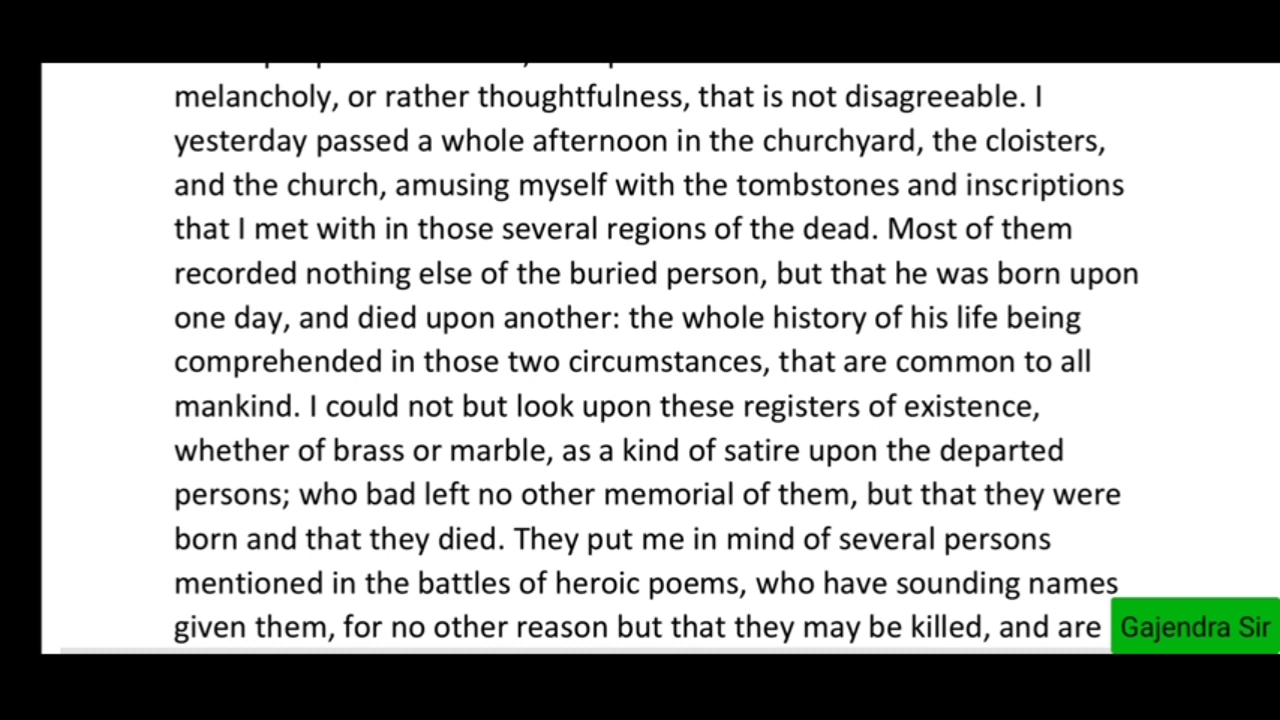 melancholy, or rather thoughtfulness, that is not disagreeable. I
yesterday passed a whole afternoon in the churchyard, the cloisters,
and the church, amusing myself with the tombstones and inscriptions
that I met with in those several regions of the dead. Most of them
recorded nothing else of the buried person, but that he was born upon
one day, and died upon another: the whole history of his life being
comprehended in those two circumstances, that are common to all
mankind. I could not but look upon these registers of existence,
whether of brass or marble, as a kind of satire upon the departed
persons; who bad left no other memorial of them, but that they were
born and that they died. They put me in mind of several persons
mentioned in the battles of heroic poems, who have sounding names
given them, for no other reason but that they may be killed, and are
Gajendra Sir